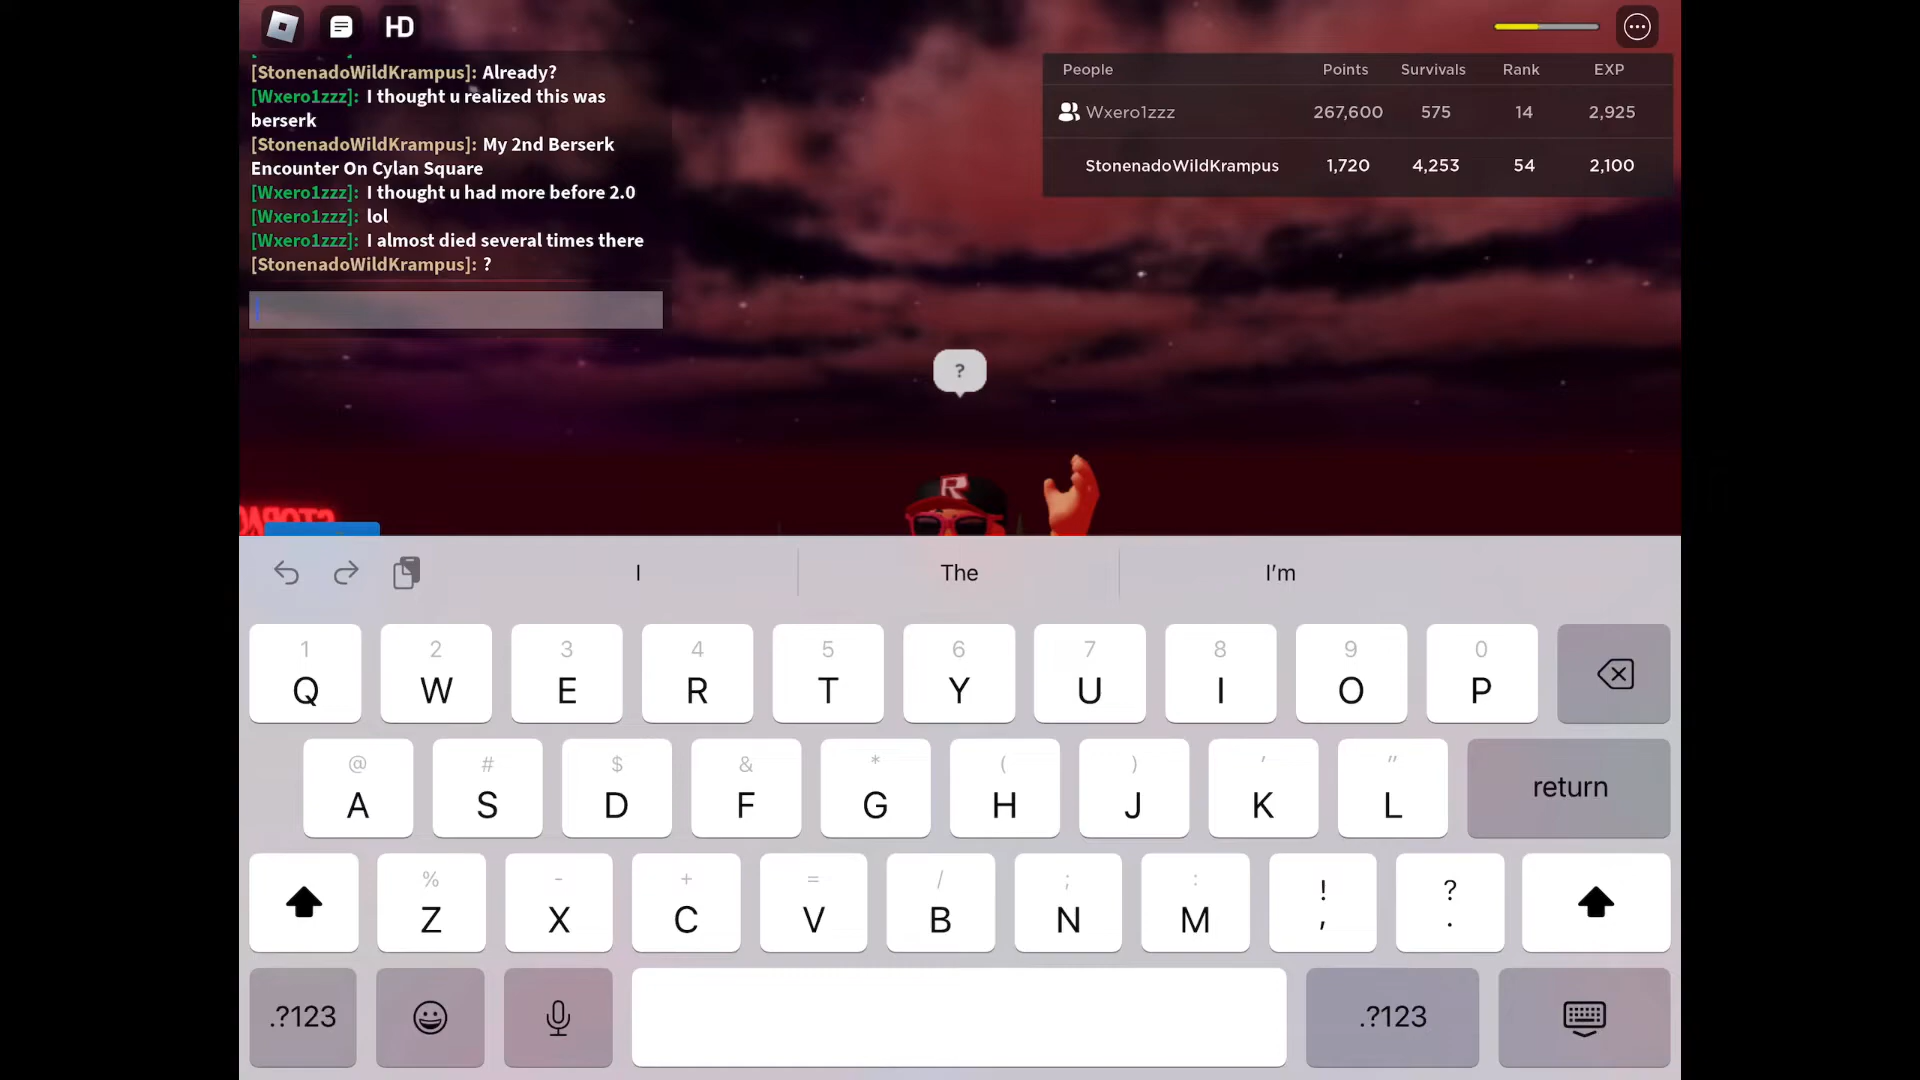 HD
[StonenadoWildKrampus]: Already?
[Wxero1zzz]: I thought u realized this was
berserk
[StonenadoWildKrampus]: My 2nd Berserk
Encounter On Cylan Square
[Wxero1zzz]: I thought u had more before 2.0
[Wxero1zzz]: lol
[Wxero1zzz]: I almost died several times there
[StonenadoWildKrampus]: ?
People Points Survivals Rank EXP
Wxero1zzz 267,600 575 14 2,925
StonenadoWildKrampus 1,720 4,253 54 2,100
?
R
I The I'm
1 2 3 4 5 6 7 8 9 0
Q W E R T Y U I O P
@ # $ & * ( ) ' "
A S D F G H J K L return
% - + = / ; : ! ?
Z X C V B N M , .
.?123 .?123